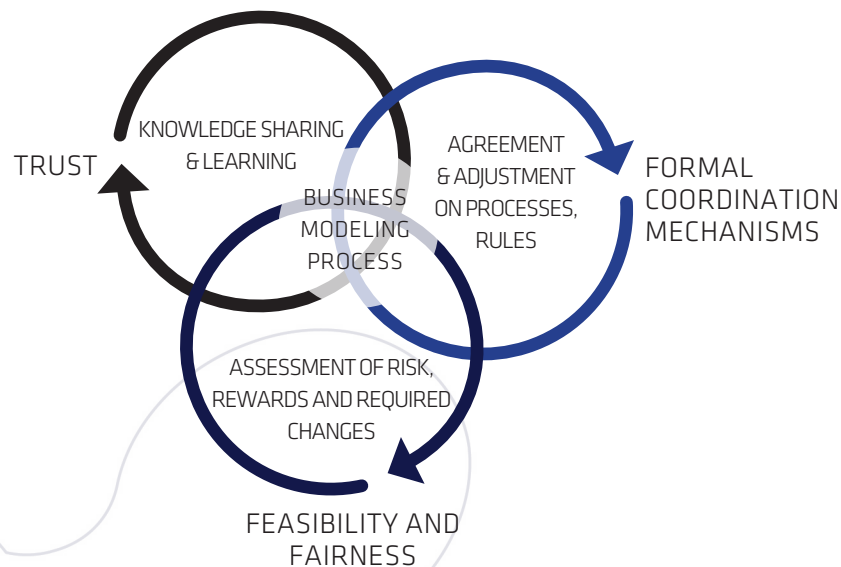 TRUST
KNOWLEDGE SHARING
& LEARNING
BUSINESS
MODELING
PROCESS
AGREEMENT
& ADJUSTMENT
ON PROCESSES,
RULES
FORMAL
COORDINATION
MECHANISMS
ASSESSMENT OF RISK,
REWARDS AND REQUIRED
CHANGES
FEASIBILITY AND
FAIRNESS